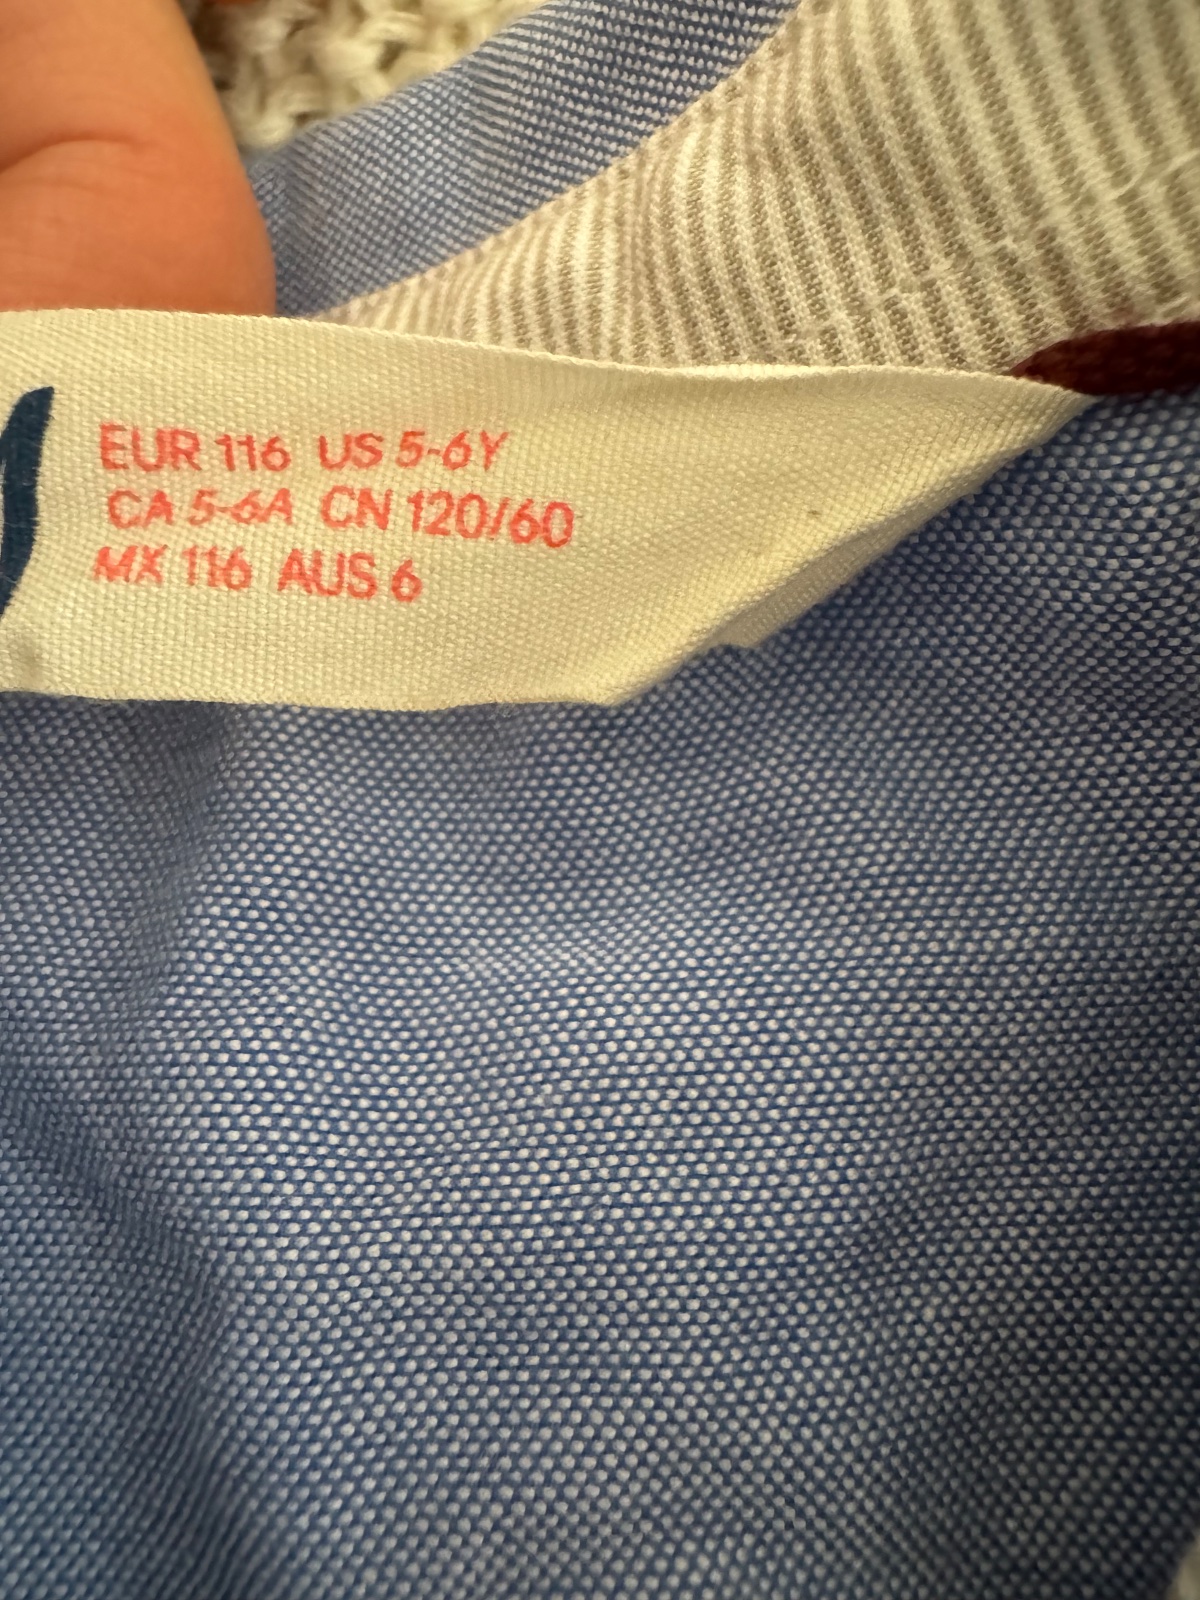 EUR 116 US 5-6Y
CA 5-6A CN 120/60
MX 116 AUS 6